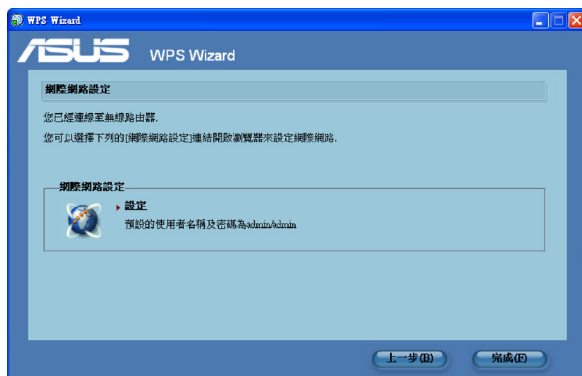 WPS Wizard
ASUS WPS Wizard
網際網路設定
您已經連線至無線路由器.
您可以選擇下列的[網際網路設定]連結開啟瀏覽器來設定網際網路.
網際網路設定
設定
預設的使用者名稱及密碼為admin/admin
上一步(B) 完成(F)